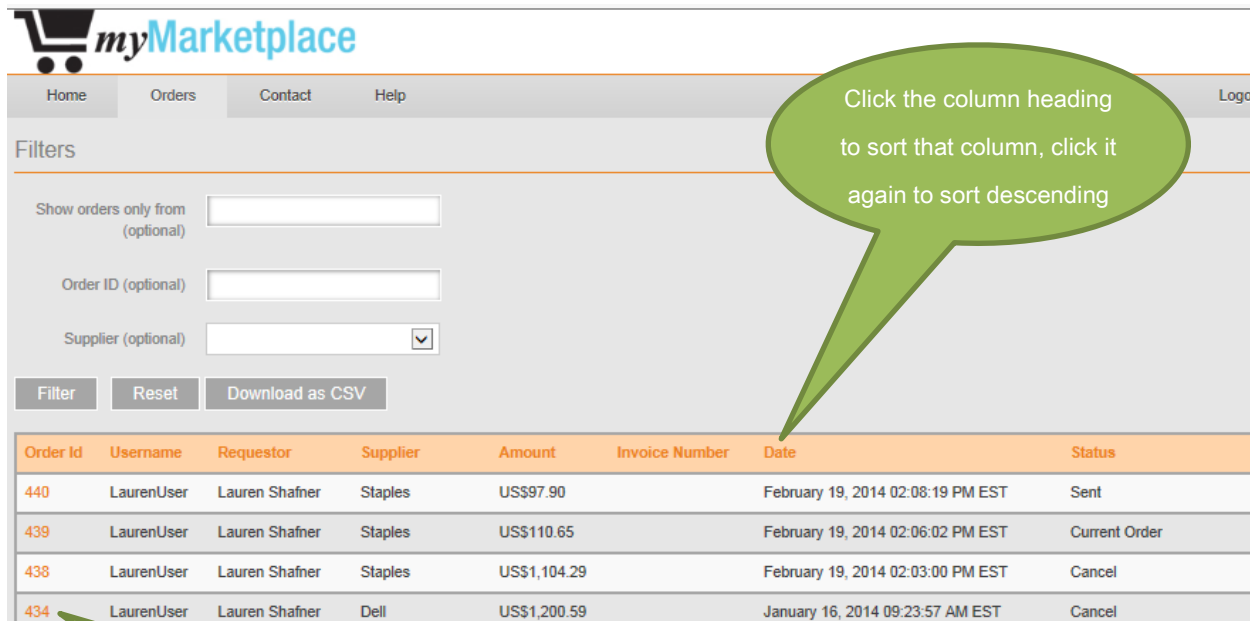 myMarketplace
Home Orders Contact Help Logo
Click the column heading
to sort that column, click it
again to sort descending
Filters
Show orders only from
(optional)
Order ID (optional)
Supplier (optional)
Filter Reset Download as CSV
Order Id Username Requestor Supplier Amount Invoice Number Date Status
440 LaurenUser Lauren Shafner Staples US$97.90 February 19, 2014 02:08:19 PM EST Sent
439 LaurenUser Lauren Shafner Staples US$110.65 February 19, 2014 02:06:02 PM EST Current Order
438 LaurenUser Lauren Shafner Staples US$1,104.29 February 19, 2014 02:03:00 PM EST Cancel
434 LaurenUser Lauren Shafner Dell US$1,200.59 January 16, 2014 09:23:57 AM EST Cancel